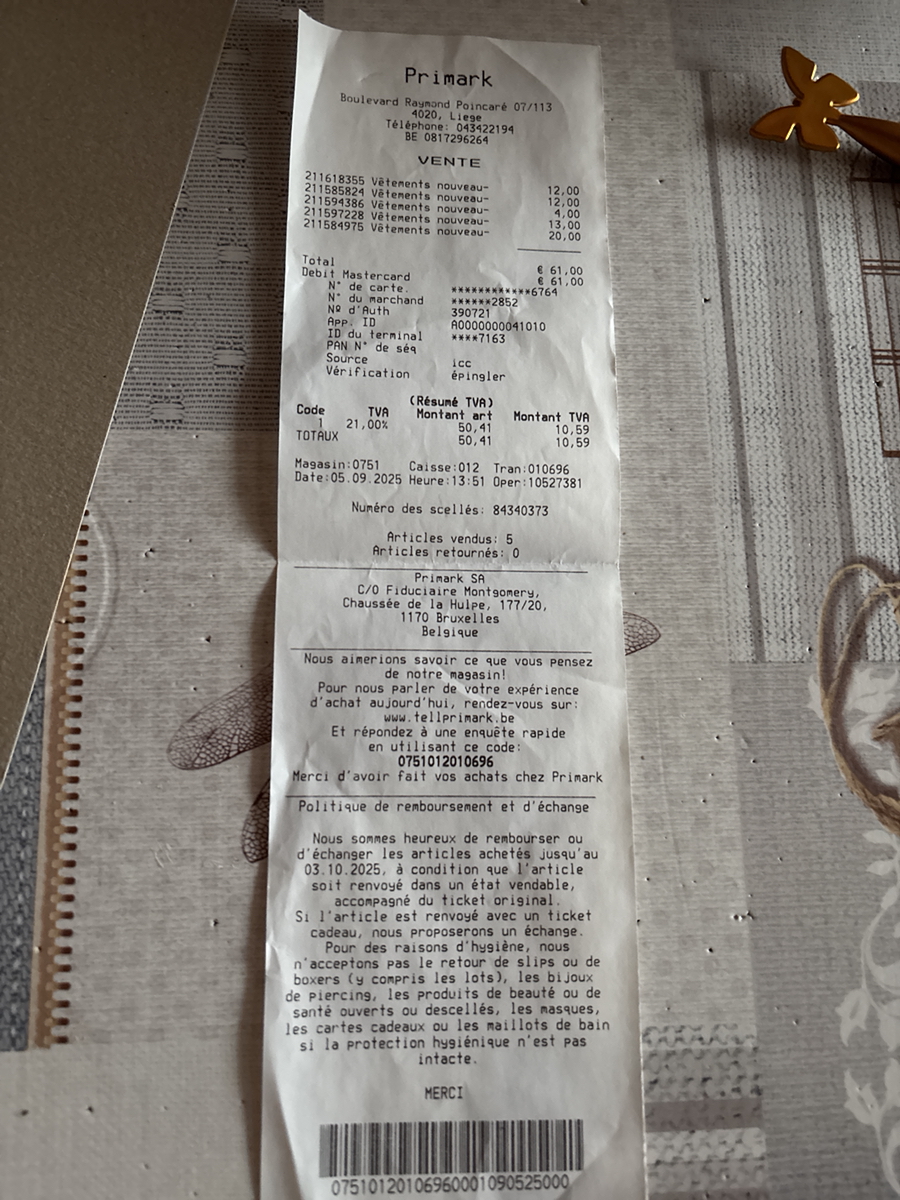 Primark
Boulevard Raymond Poincaré 07/113
4020, Liege
Téléphone: 043422194
BE 0817296264
VENTE
211618355 Vêtements nouveau- 12,00
211585824 Vêtements nouveau- 12,00
211594386 Vêtements nouveau- 4,00
211597228 Vêtements nouveau- 13,00
211584975 Vêtements nouveau- 20,00
Total € 61,00
Debit Mastercard € 61,00
N° de carte. ************6764
N° du marchand ******2852
Nº d'Auth 390721
App. ID A0000000041010
ID du terminal ****7163
PAN N° de séq
Source icc
Vérification épingler
(Résumé TVA)
Code TVA Montant art Montant TVA
1 21,00% 50,41 10,59
TOTAUX 50,41 10,59
Magasin:0751 Caisse:012 Tran:010696
Date:05.09.2025 Heure:13:51 Oper:10527381
Numéro des scellés: 84340373
Articles vendus: 5
Articles retournés: 0
Primark SA
C/O Fiduciaire Montgomery,
Chaussée de la Hulpe, 177/20,
1170 Bruxelles
Belgique
Nous aimerions savoir ce que vous pensez
de notre magasin!
Pour nous parler de votre expérience
d'achat aujourd'hui, rendez-vous sur:
www.tellprimark.be
Et répondez à une enquête rapide
en utilisant ce code:
0751012010696
Merci d'avoir fait vos achats chez Primark
Politique de remboursement et d'échange
Nous sommes heureux de rembourser ou
d'échanger les articles achetés jusqu'au
03.10.2025, à condition que l'article
soit renvoyé dans un état vendable,
accompagné du ticket original.
Si l'article est renvoyé avec un ticket
cadeau, nous proposerons un échange.
Pour des raisons d'hygiène, nous
n'acceptons pas le retour de slips ou de
boxers (y compris les lots), les bijoux
de piercing, les produits de beauté ou de
santé ouverts ou descellés, les masques,
les cartes cadeaux ou les maillots de bain
si la protection hygiénique n'est pas
intacte.
MERCI
0751012010696000109052​5000